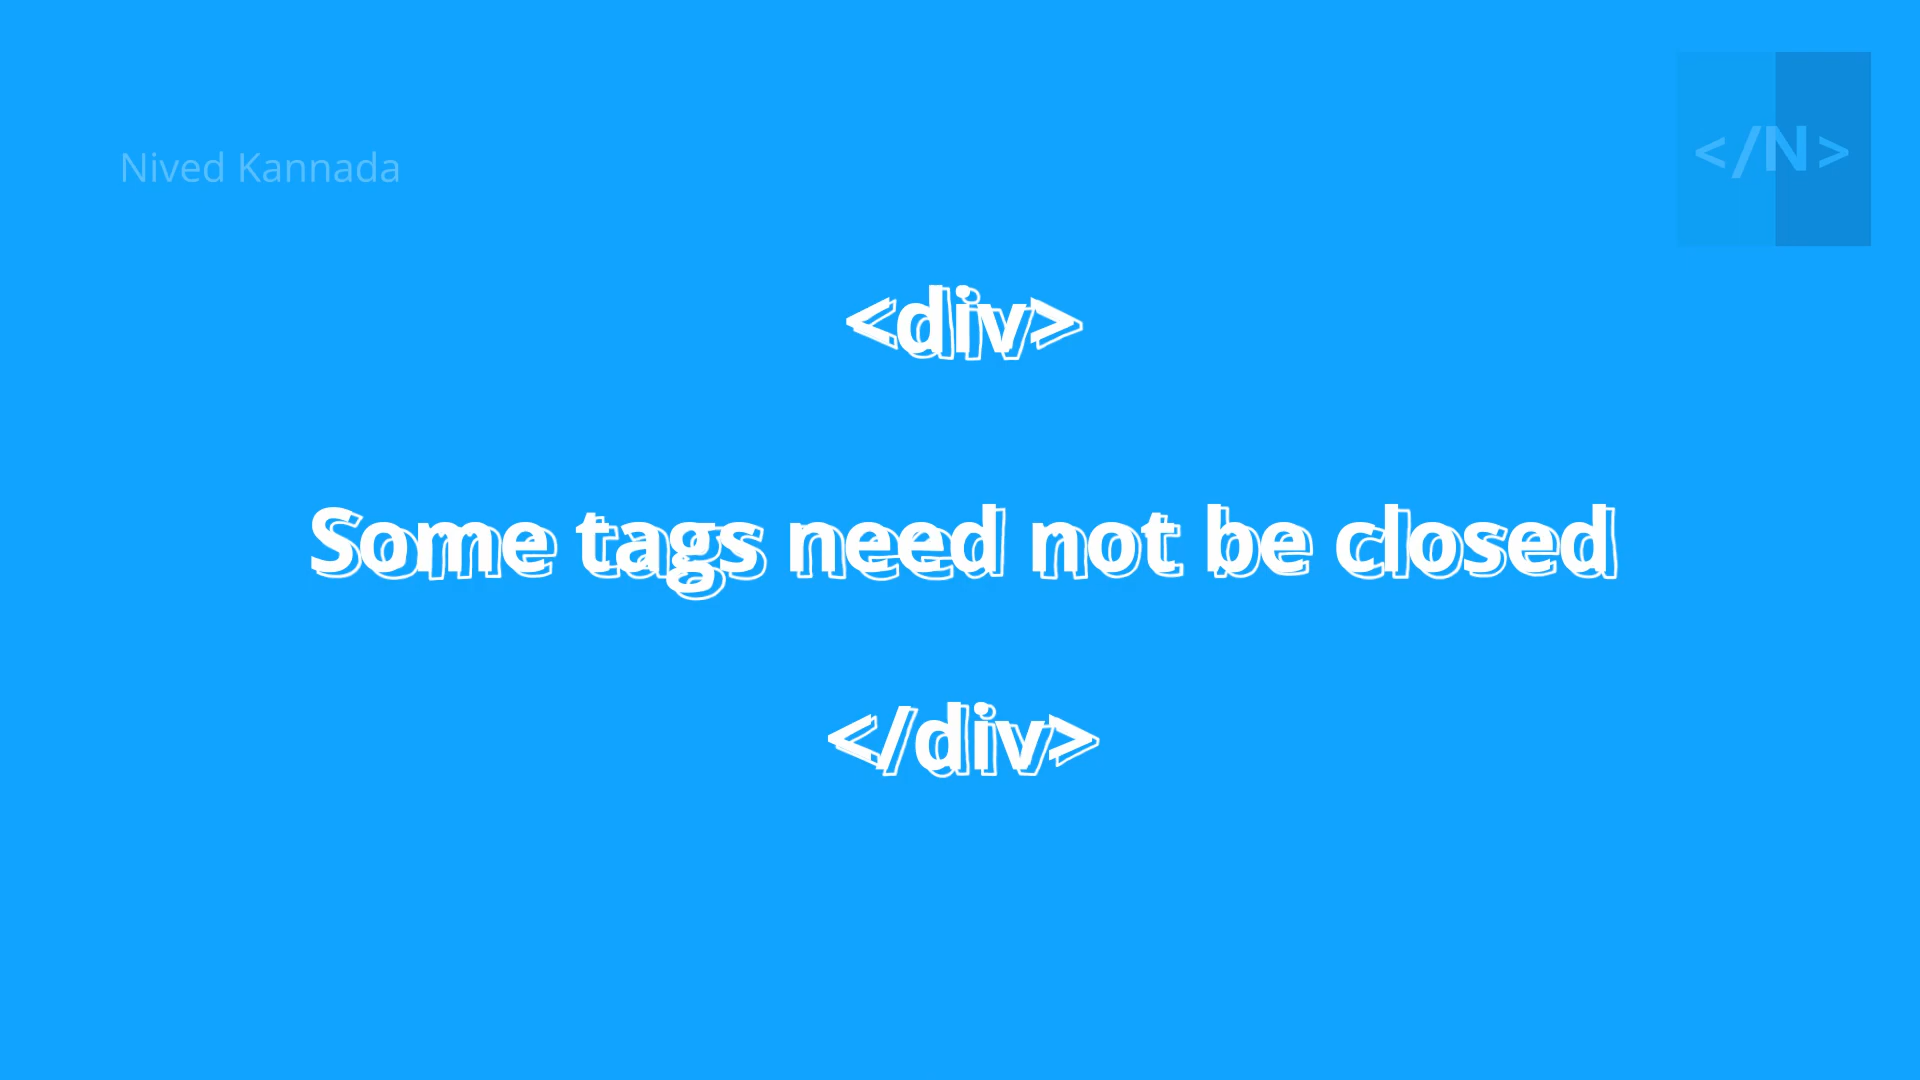 Nived Kannada
</N>
<div>
Some tags need not be closed
</div>